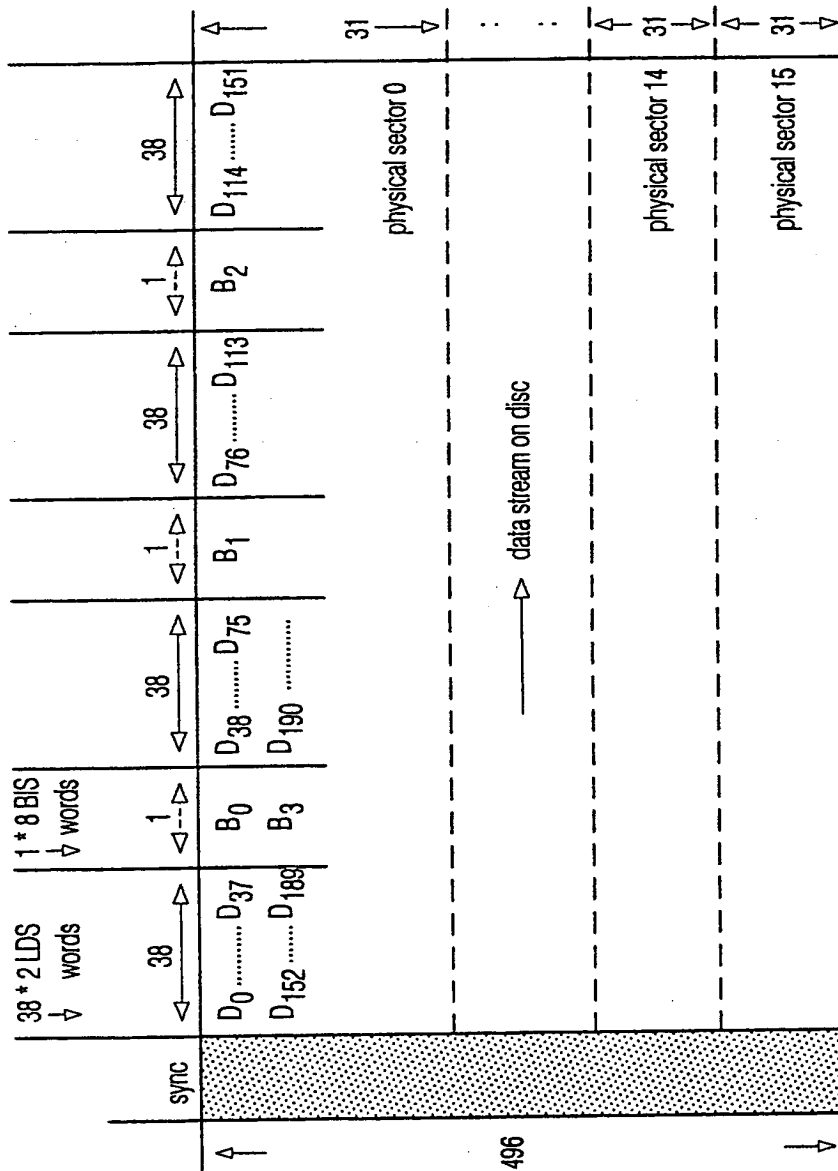 38 * 2 LDS 1 * 8 BIS
words words
sync 38 1 38 1 38 1 38
D0 ........... D37 B0 D38 .......... D75 B1 D76 .......... D113 B2 D114 ........ D151
D152 ....... D189 B3 D190 ............
31
physical sector 0
496
data stream on disc
: :
physical sector 14 31
physical sector 15 31